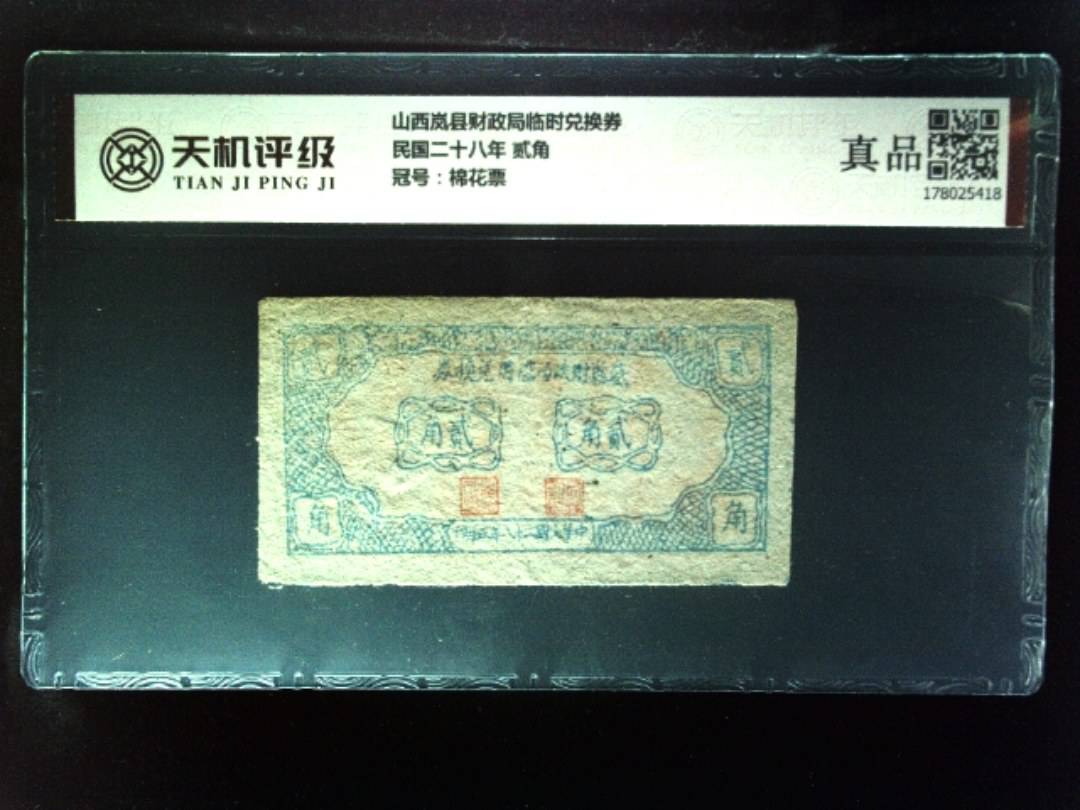 天机评级
TIAN JI PING JI
山西岚县财政局临时兑换券
民国二十八年 贰角
冠号：棉花票
真品
178025418
贰
角贰
角贰
角
角